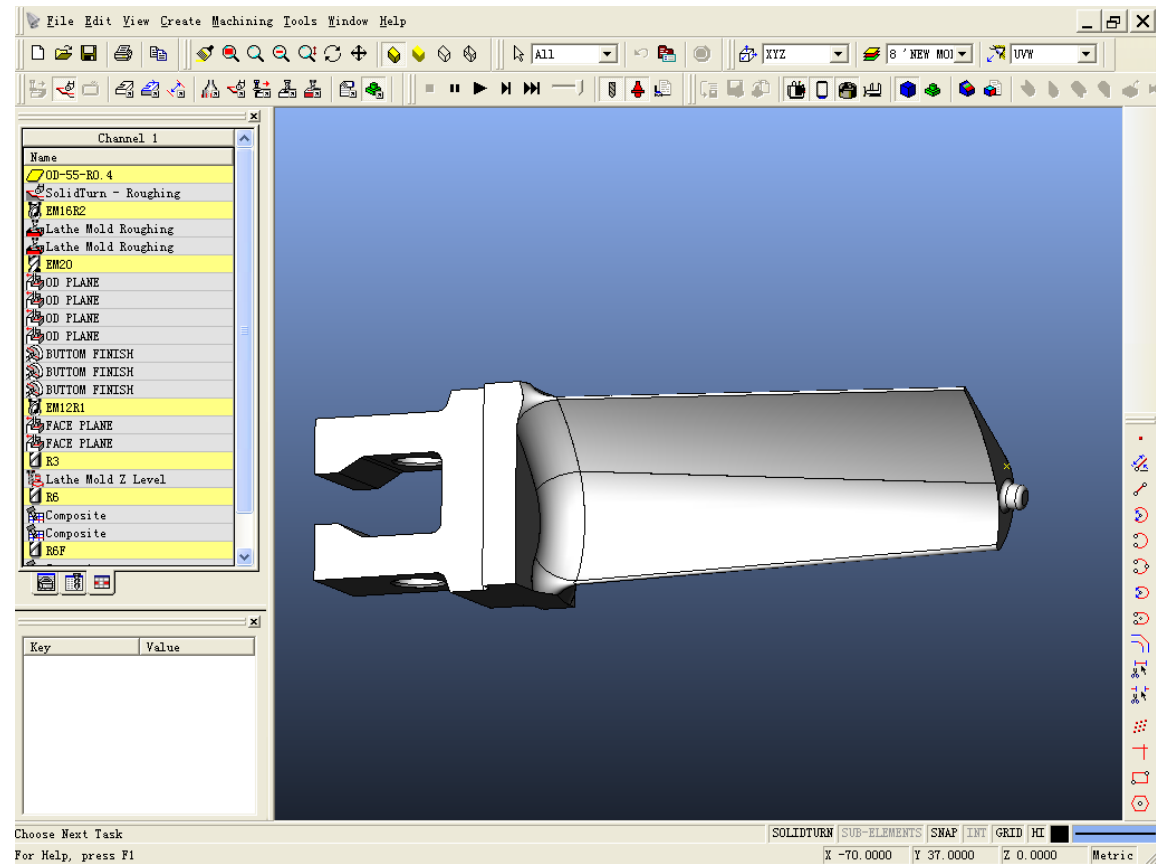 File Edit View Create Machining Tools Window Help
All XYZ 8 'NEW MOI UVW
Channel 1
Name
OD-55-R0.4
SolidTurn - Roughing
EM16R2
Lathe Mold Roughing
Lathe Mold Roughing
EM20
OD PLANE
OD PLANE
OD PLANE
OD PLANE
BUTTOM FINISH
BUTTOM FINISH
BUTTOM FINISH
EM12R1
FACE PLANE
FACE PLANE
R3
Lathe Mold Z Level
R6
Composite
Composite
R6F
Key Value
Choose Next Task SOLIDTURN SUB-ELEMENTS SNAP INT GRID HI
For Help, press F1 X -70.0000 Y 37.0000 Z 0.0000 Metric